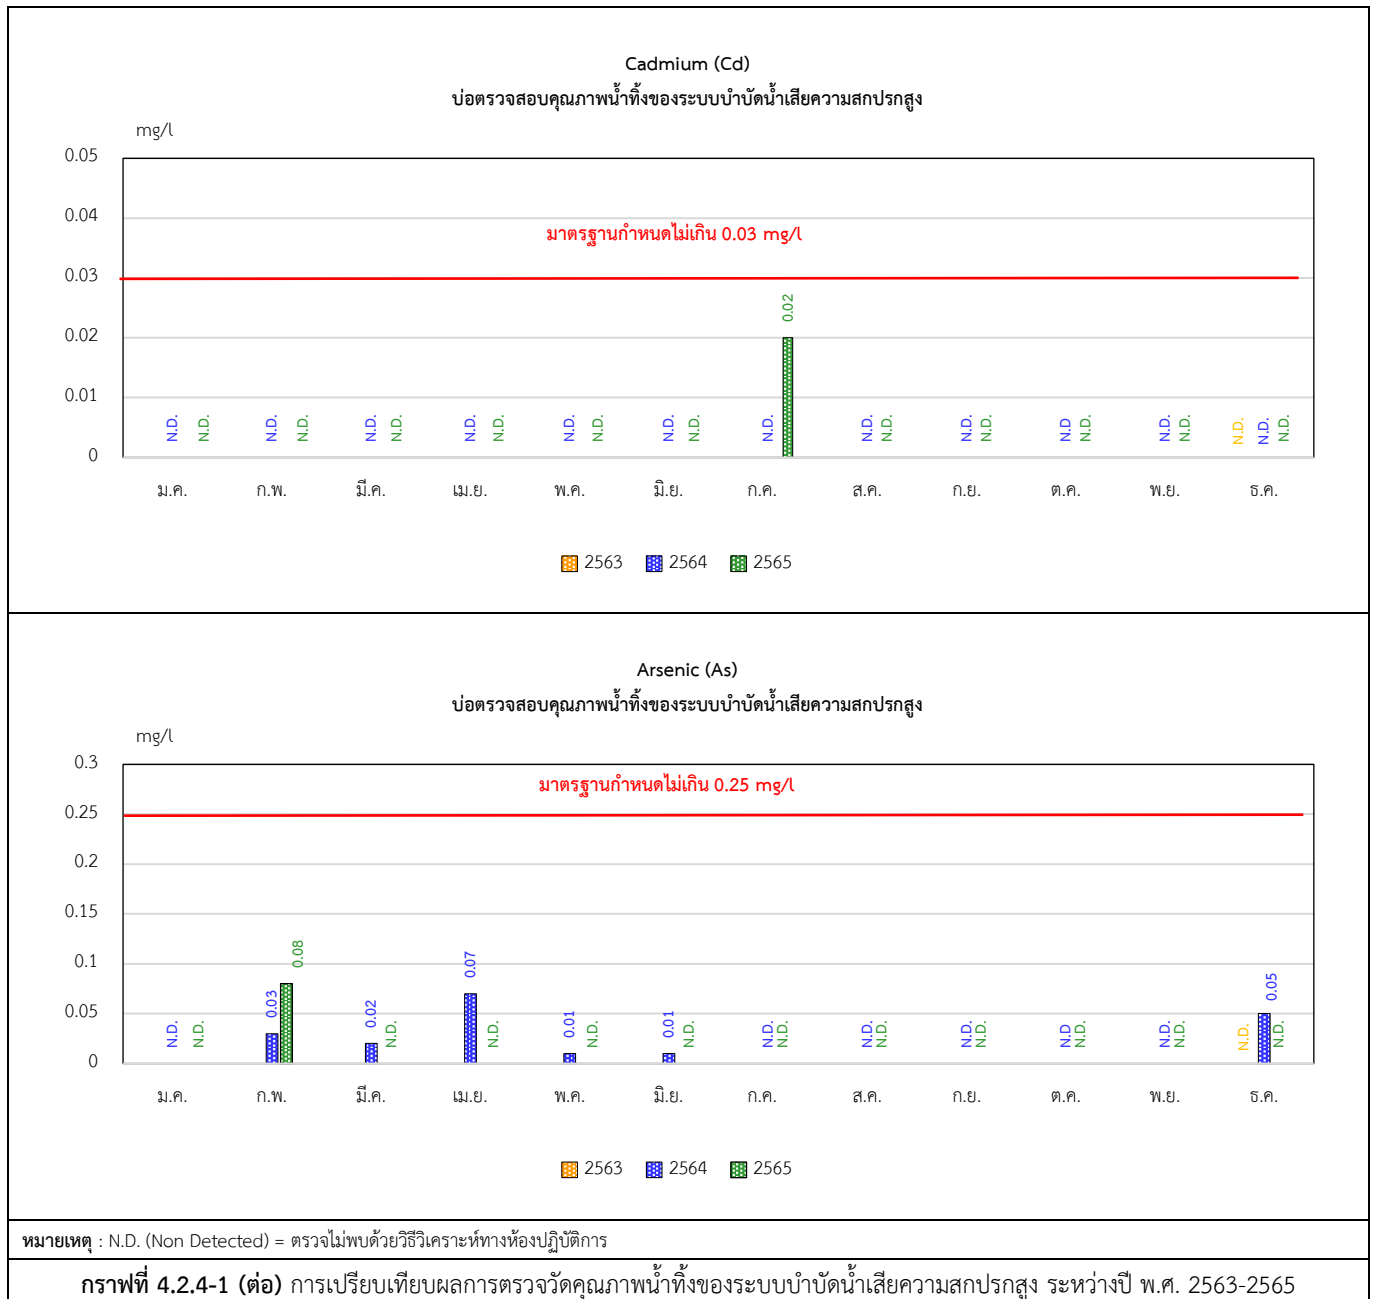 Cadmium (Cd)
บ่อตรวจสอบคุณภาพน้ำทิ้งของระบบบำบัดน้ำเสียความสกปรกสูง
mg/l
0.05
0.04
มาตรฐานกำหนดไม่เกิน 0.03 mg/l
0.03
0.02
0.02
0.01
N.D. N.D. N.D. N.D. N.D. N.D. N.D. N.D. N.D. N.D. N.D. N.D. N.D. N.D. N.D. N.D. N.D. N.D N.D. N.D. N.D. N.D. N.D. N.D.
0
ม.ค. ก.พ. มี.ค. เม.ย. พ.ค. มิ.ย. ก.ค. ส.ค. ก.ย. ต.ค. พ.ย. ธ.ค.
2563 2564 2565
Arsenic (As)
บ่อตรวจสอบคุณภาพน้ำทิ้งของระบบบำบัดน้ำเสียความสกปรกสูง
mg/l
0.3
มาตรฐานกำหนดไม่เกิน 0.25 mg/l
0.25
0.2
0.15
0.1
0.05
N.D. N.D. 0.03 0.08 0.02 N.D. 0.07 N.D. 0.01 N.D. 0.01 N.D. N.D. N.D. N.D. N.D. N.D. N.D. N.D. N.D. N.D. N.D. N.D. 0.05 N.D.
0
ม.ค. ก.พ. มี.ค. เม.ย. พ.ค. มิ.ย. ก.ค. ส.ค. ก.ย. ต.ค. พ.ย. ธ.ค.
2563 2564 2565
หมายเหตุ : N.D. (Non Detected) = ตรวจไม่พบด้วยวิธีวิเคราะห์ทางห้องปฏิบัติการ
กราฟที่ 4.2.4-1 (ต่อ) การเปรียบเทียบผลการตรวจวัดคุณภาพน้ำทิ้งของระบบบำบัดน้ำเสียความสกปรกสูง ระหว่างปี พ.ศ. 2563-2565